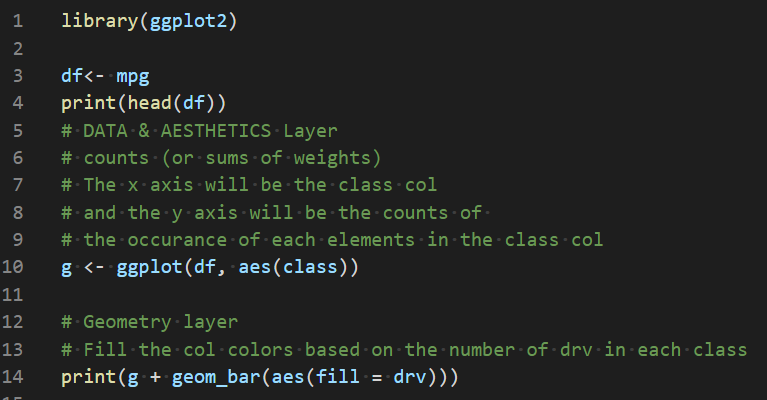 1 library(ggplot2)
2
3 df<- mpg
4 print(head(df))
5 # DATA & AESTHETICS Layer
6 # counts (or sums of weights)
7 # The x axis will be the class col
8 # and the y axis will be the counts of
9 # the occurance of each elements in the class col
10 g <- ggplot(df, aes(class))
11
12 # Geometry layer
13 # Fill the col colors based on the number of drv in each class
14 print(g + geom_bar(aes(fill = drv)))